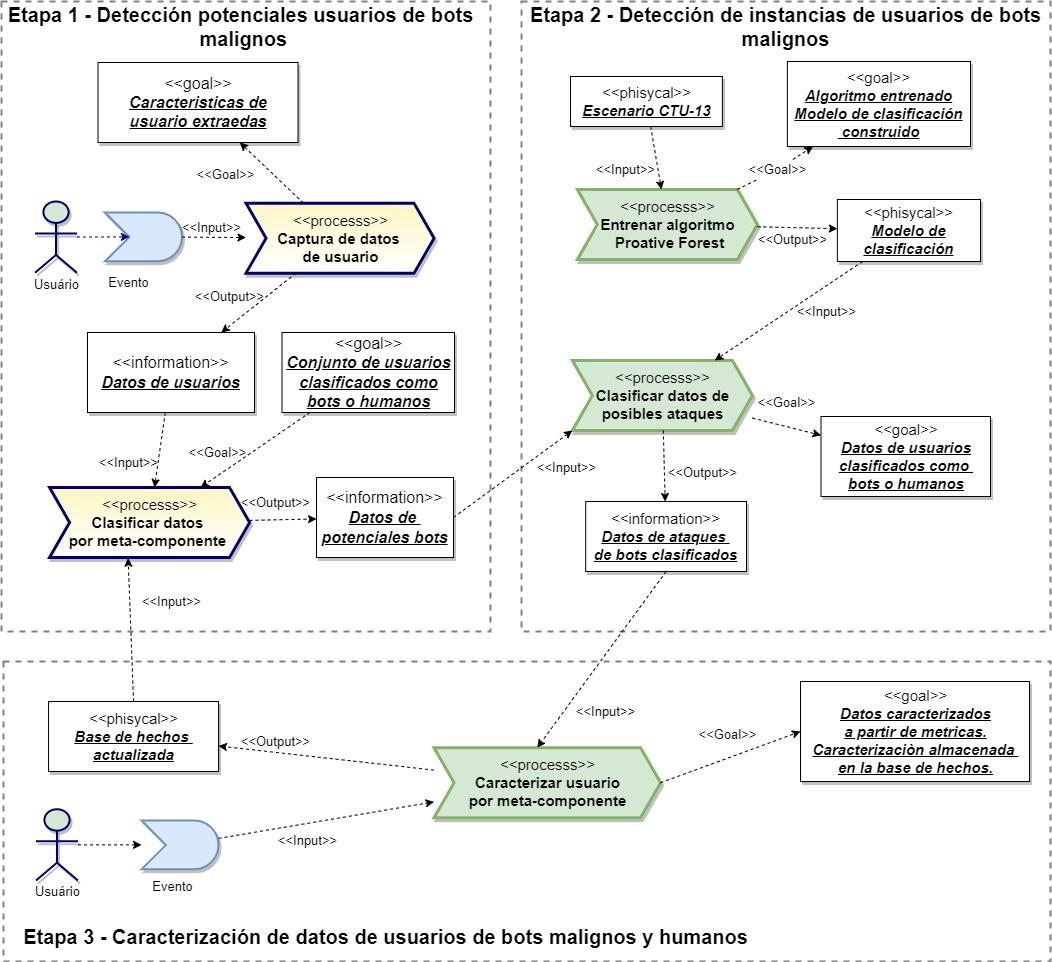 Etapa 1 - Detección potenciales usuarios de bots
malignos
<<goal>>
Caracteristicas de
usuario extraedas
<<Goal>>
Usuário
Evento
<<Input>>
<<processs>>
Captura de datos
de usuario
<<Output>>
<<information>>
Datos de usuarios
<<goal>>
Conjunto de usuarios
clasificados como
bots o humanos
<<Input>>
<<Goal>>
<<processs>>
Clasificar datos
por meta-componente
<<Output>>
<<information>>
Datos de
potenciales bots
<<Input>>
<<Input>>
Etapa 2 - Detección de instancias de usuarios de bots
malignos
<<phisycal>>
Escenario CTU-13
<<goal>>
Algoritmo entrenado
Modelo de clasificación
construido
<<Input>>
<<Goal>>
<<processs>>
Entrenar algoritmo
Proative Forest
<<Output>>
<<phisycal>>
Modelo de
clasificación
<<Input>>
<<processs>>
Clasificar datos de
posibles ataques
<<Goal>>
<<goal>>
Datos de usuarios
clasificados como
bots o humanos
<<Output>>
<<information>>
Datos de ataques
de bots clasificados
<<Input>>
<<phisycal>>
Base de hechos
actualizada
<<Output>>
<<processs>>
Caracterizar usuario
por meta-componente
<<Goal>>
<<goal>>
Datos caracterizados
a partir de metricas.
Caracterizaciòn almacenada
en la base de hechos.
Usuário
Evento
<<Input>>
Etapa 3 - Caracterización de datos de usuarios de bots malignos y humanos